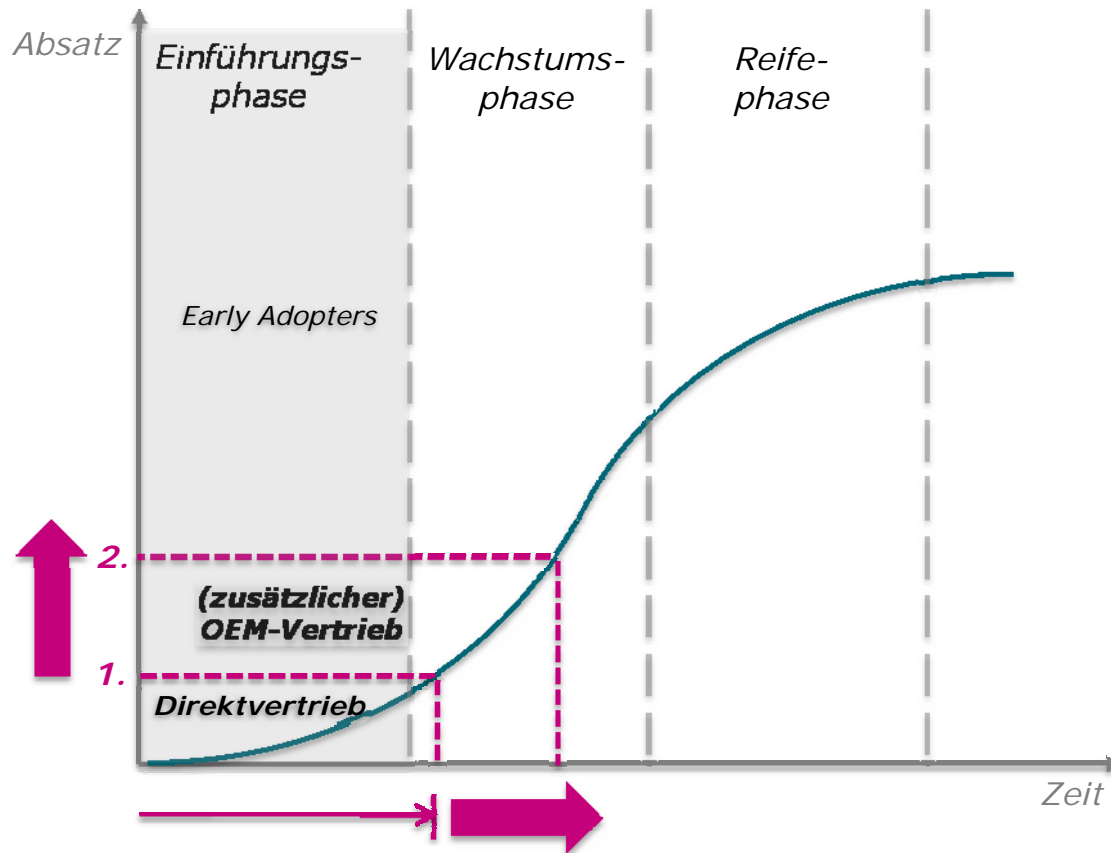 Absatz
Einführungs-
phase
Wachstums-
phase
Reife-
phase
Early Adopters
2.
(zusätzlicher)
OEM-Vertrieb
1.
Direktvertrieb
Zeit